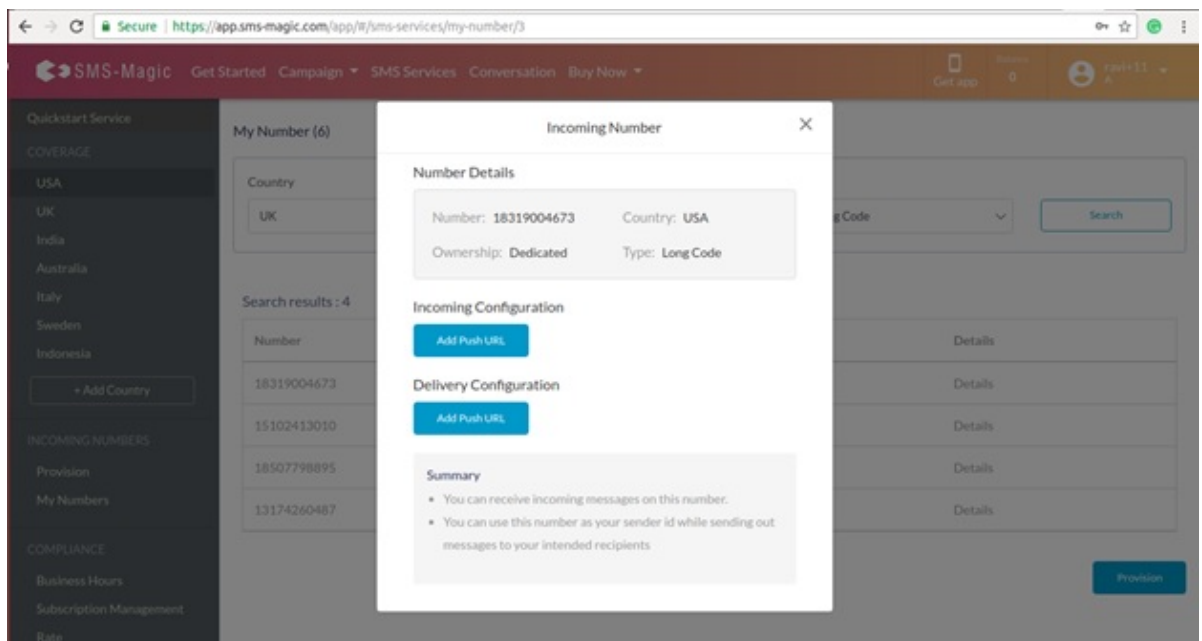 Secure | https://app.sms-magic.com/app/#/sms-services/my-number/3
SMS-Magic Get Started Campaign SMS Services Conversation Buy Now Get app 0 ravi+11
A
Quickstart Service
COVERAGE
USA
UK
India
Australia
Italy
Sweden
Indonesia
+ Add Country
INCOMING NUMBERS
Provision
My Numbers
COMPLIANCE
Business Hours
Subscription Management
Rate
My Number (6)
Country
UK
g Code
Search
Search results : 4
Number Details
18319004673 Details
15102413010 Details
18507798895 Details
13174260487 Details
Provision
Incoming Number
Number Details
Number: 18319004673 Country: USA
Ownership: Dedicated Type: Long Code
Incoming Configuration
Add Push URL
Delivery Configuration
Add Push URL
Summary
• You can receive incoming messages on this number.
• You can use this number as your sender id while sending out
messages to your intended recipients